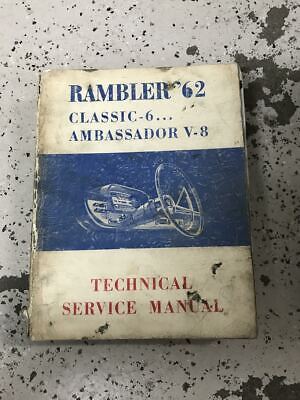 RAMBLER '62
CLASSIC-6...
AMBASSADOR V-8
TECHNICAL
SERVICE MANUAL